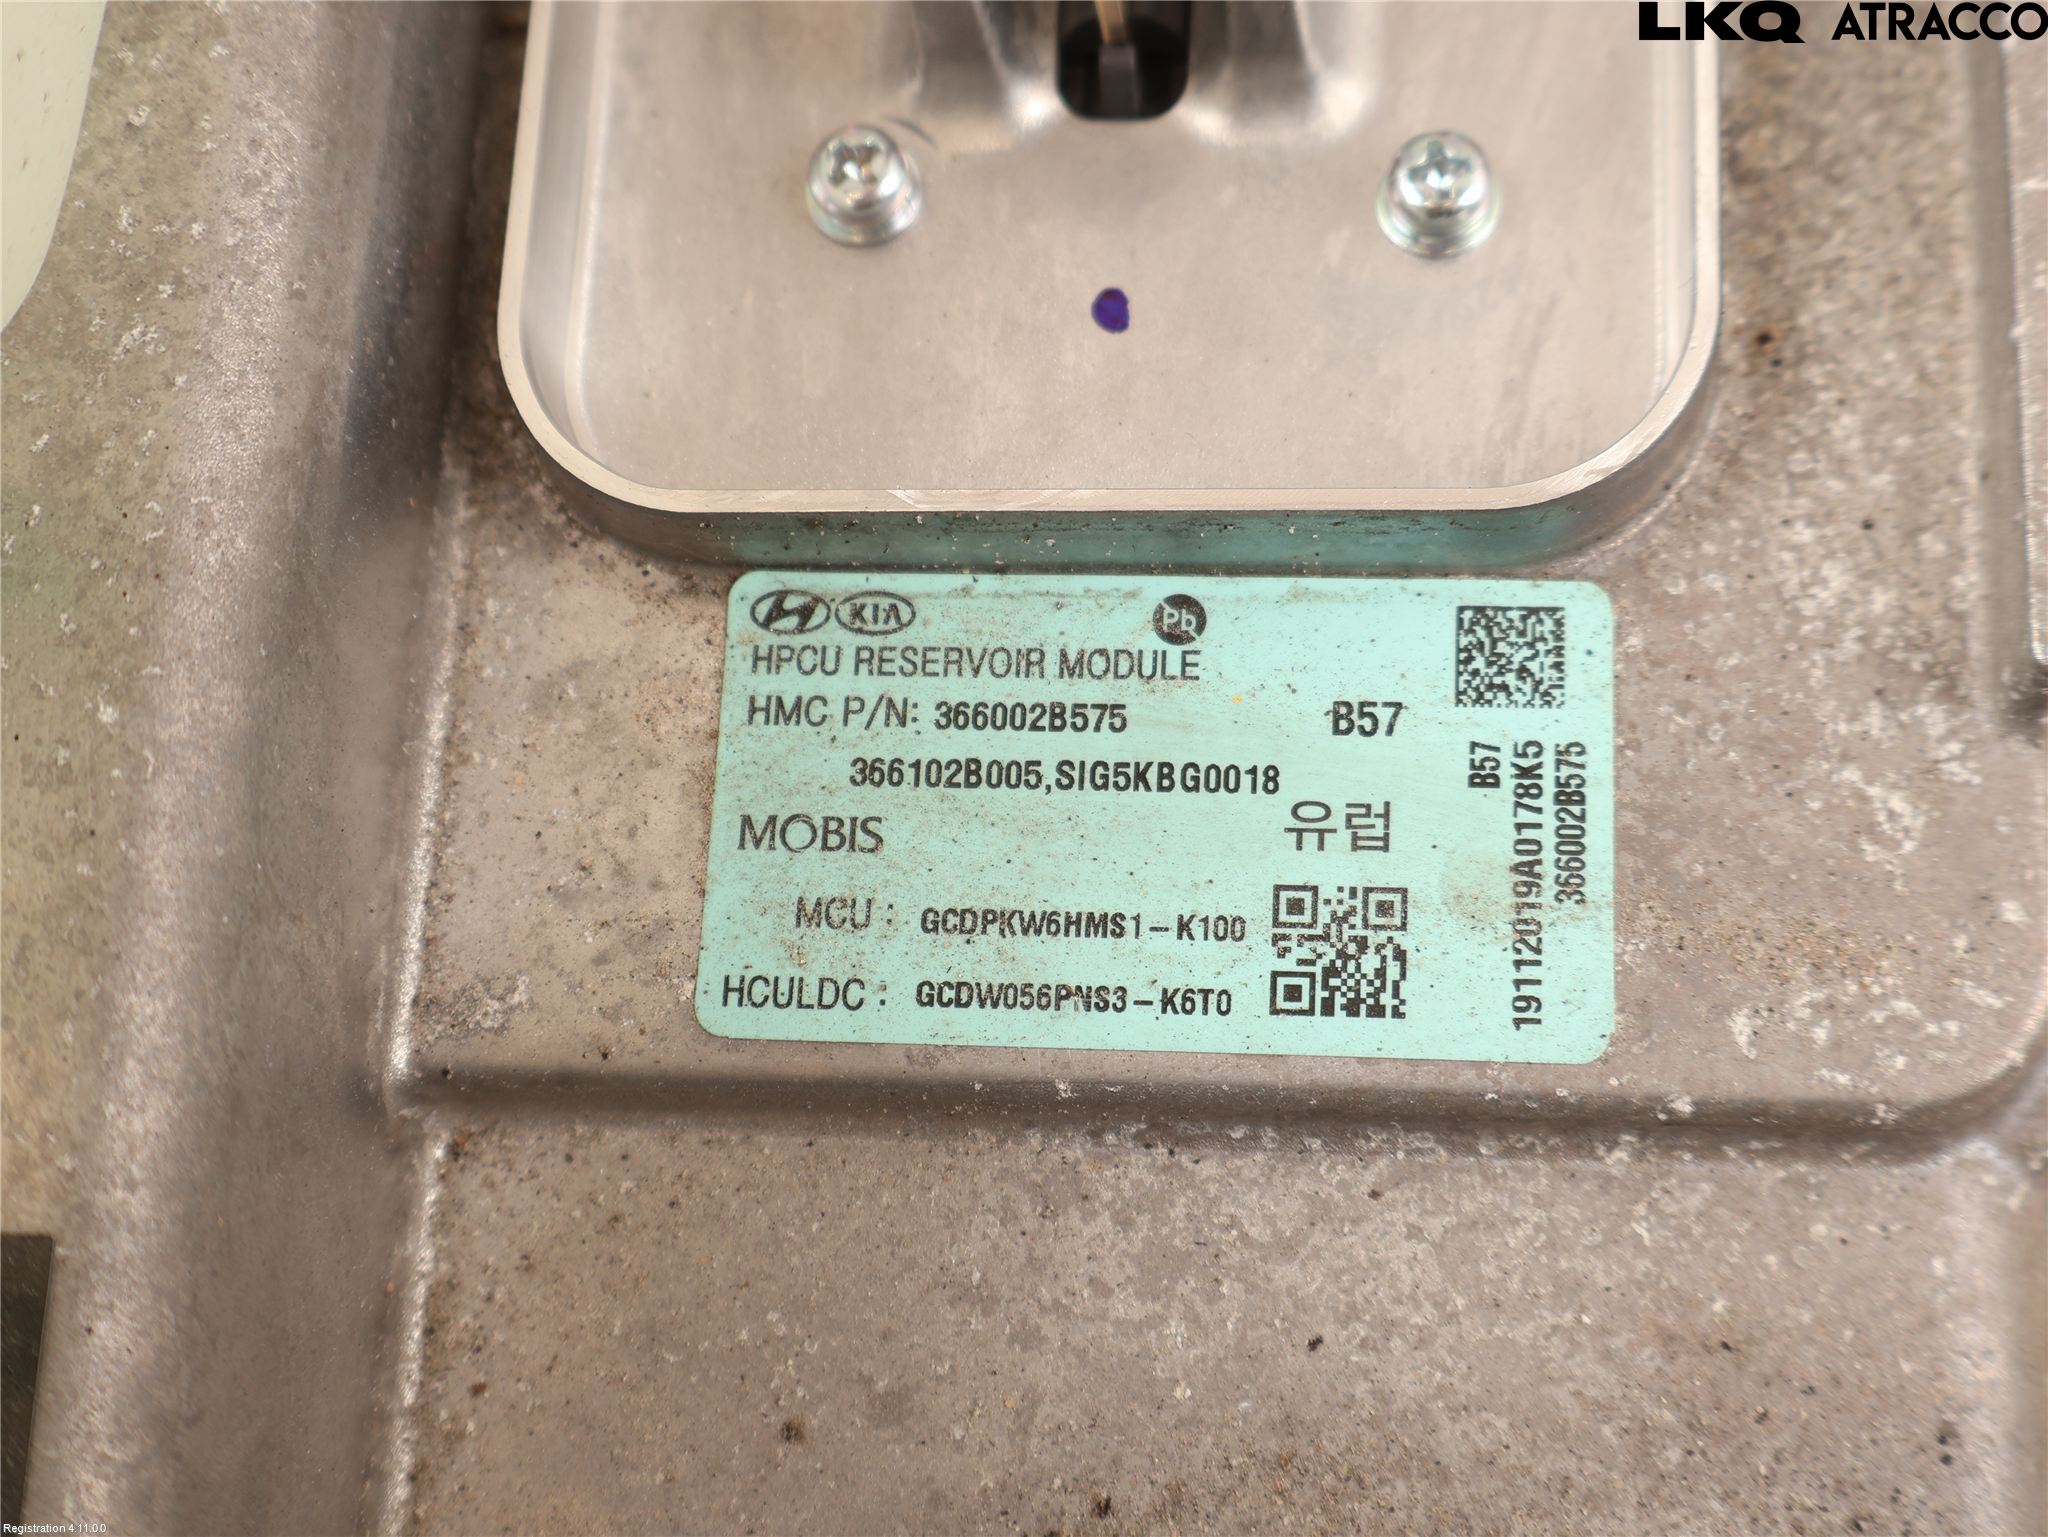 LKQ ATRACCO
KIA Pb
HPCU RESERVOIR MODULE
HMC P/N: 366002B575 B57
366102B005,SIG5KBG0018
MOBIS 유럽
MCU : GCDPKW6HMS1-K100
HCULDC : GCDW056PNS3-K6T0
B57
19112019A0178K5
366002B575
Registration 4.11.0.0